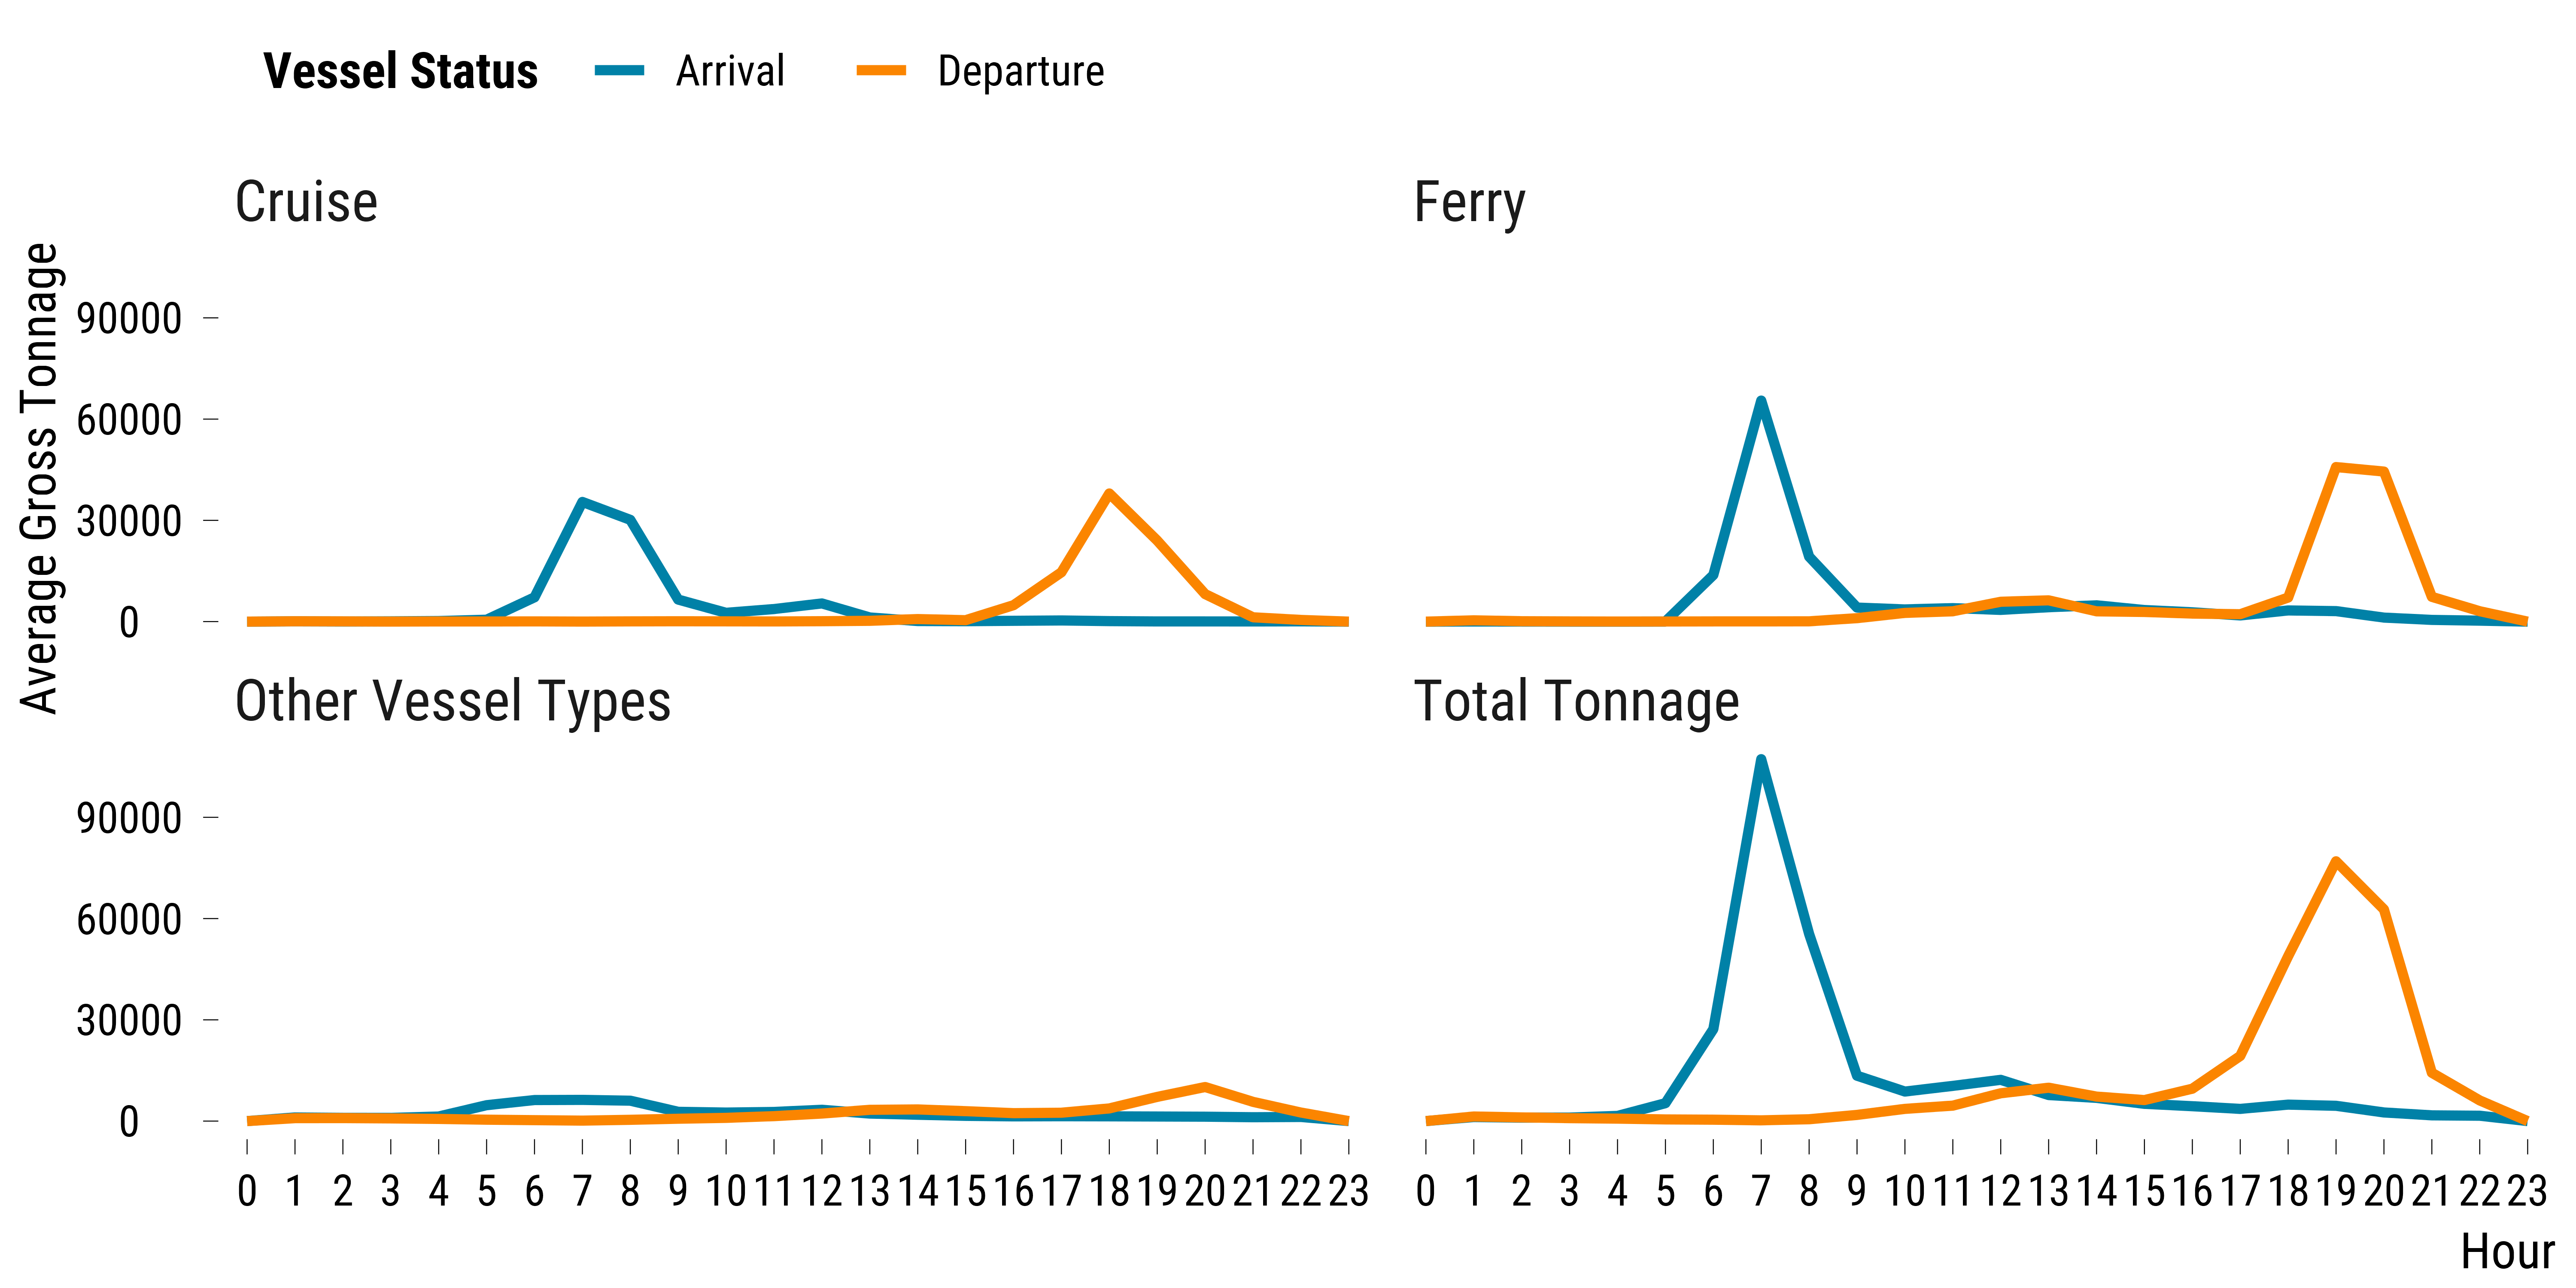 Vessel Status Arrival Departure
Cruise Ferry
Average Gross Tonnage
90000
60000
30000
0
Other Vessel Types Total Tonnage
90000
60000
30000
0
0 1 2 3 4 5 6 7 8 9 10 11 12 13 14 15 16 17 18 19 20 21 22 23 0 1 2 3 4 5 6 7 8 9 10 11 12 13 14 15 16 17 18 19 20 21 22 23
Hour